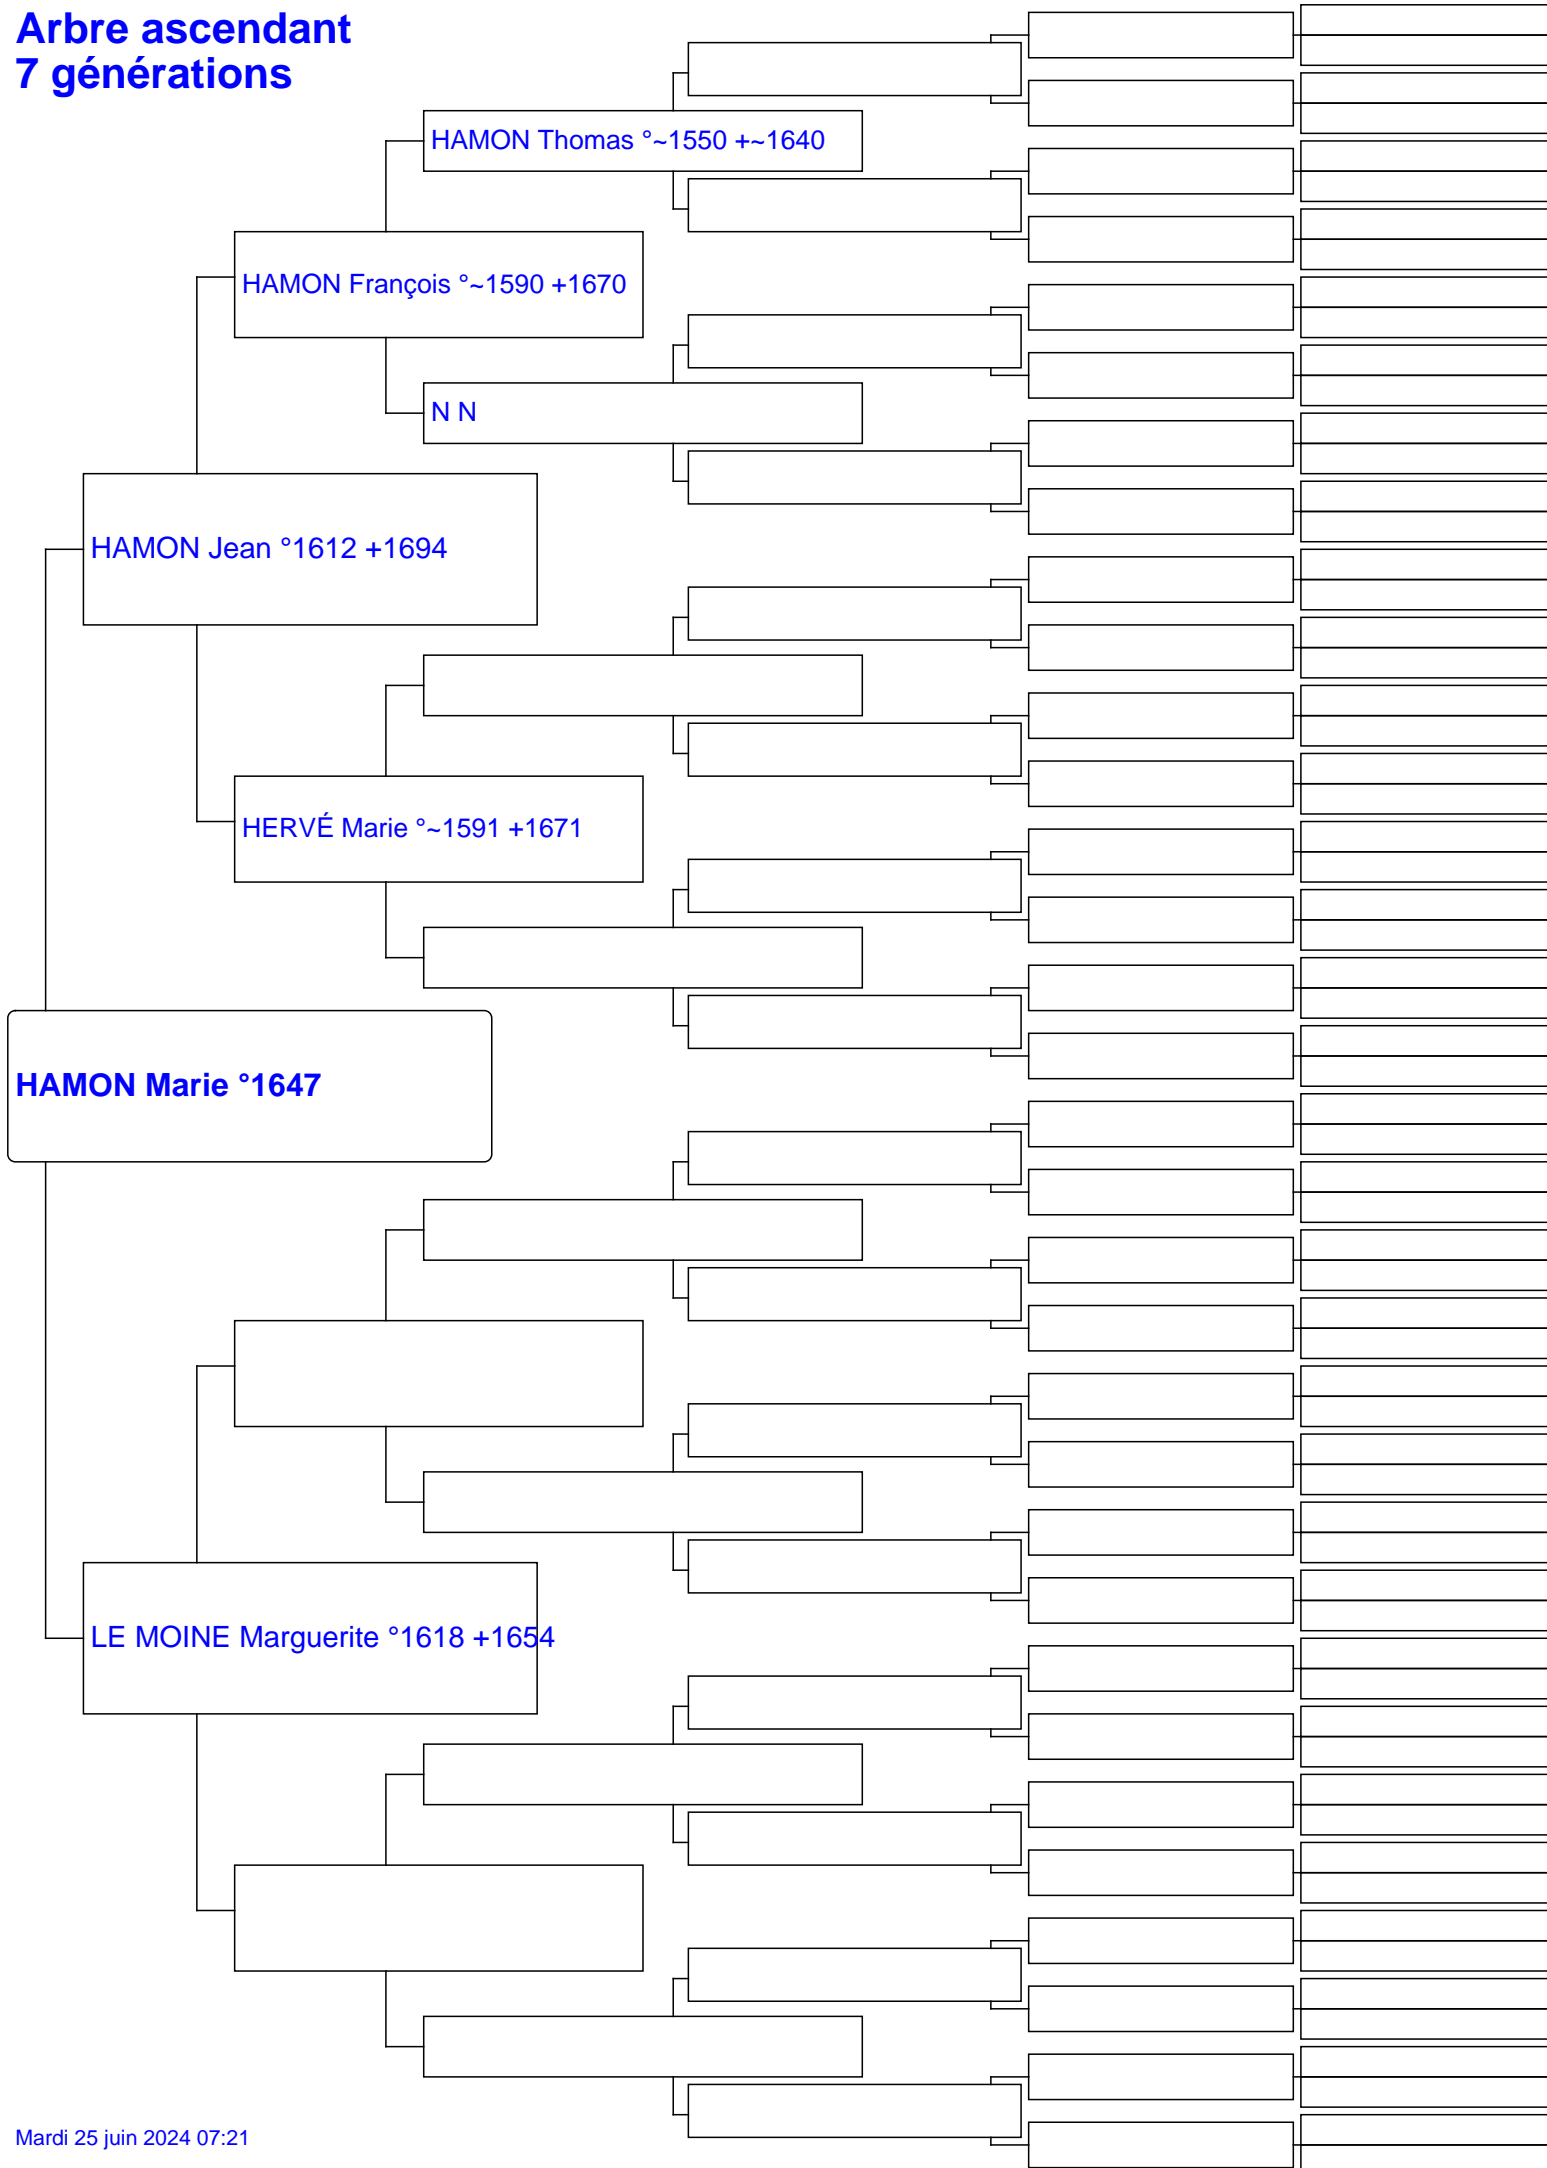 Arbre ascendant
7 générations
HAMON Thomas °~1550 +~1640
HAMON François °~1590 +1670
N N
HAMON Jean °1612 +1694
HERVÉ Marie °~1591 +1671
HAMON Marie °1647
LE MOINE Marguerite °1618 +1654
Mardi 25 juin 2024 07:21